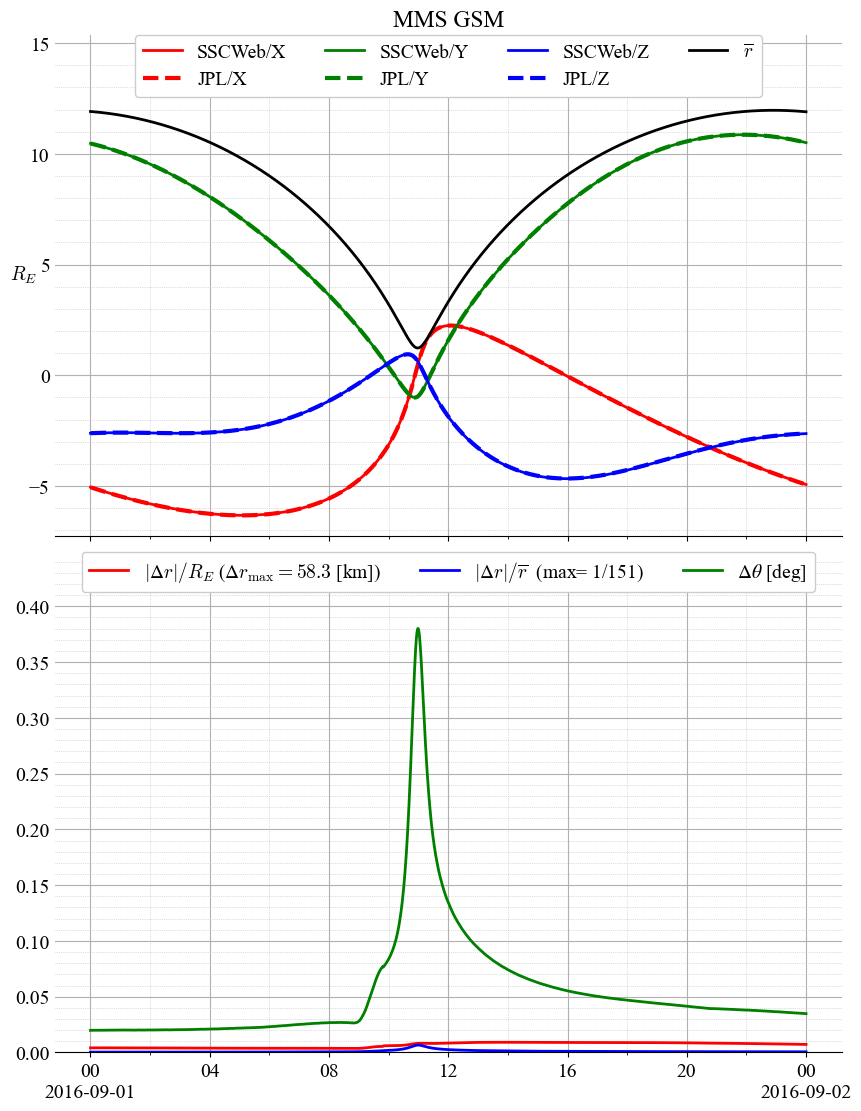 MMS GSM
SSCWeb/X SSCWeb/Y SSCWeb/Z r̅
JPL/X JPL/Y JPL/Z
15
10
5
R_E
0
−5
|Δr|/R_E (Δr_max = 58.3 [km]) |Δr|/r̅ (max= 1/151) Δθ [deg]
0.40
0.35
0.30
0.25
0.20
0.15
0.10
0.05
0.00
00 04 08 12 16 20 00
2016-09-01 2016-09-02